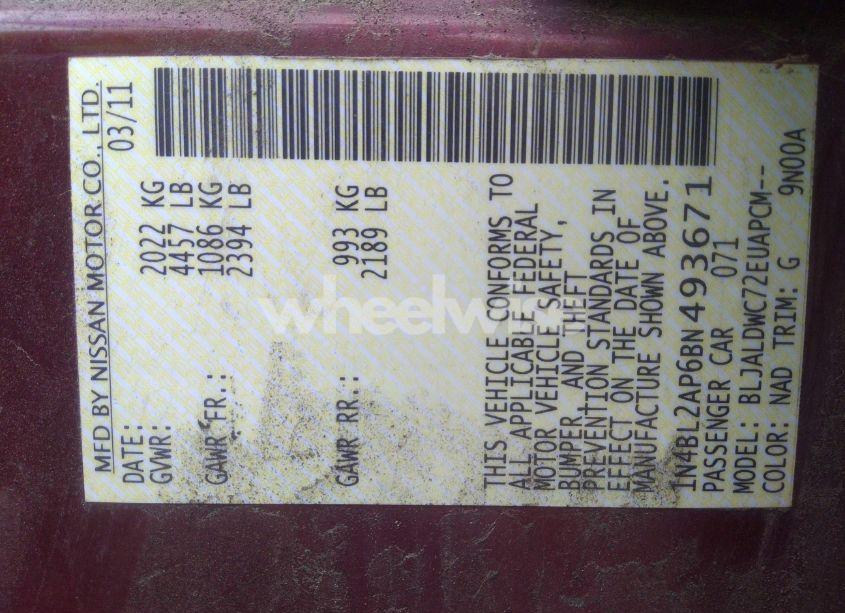 MFD BY NISSAN MOTOR CO., LTD.
DATE: 03/11
GVWR: 2022 KG
4457 LB
GAWR FR.: 1086 KG
2394 LB
GAWR RR.: 993 KG
2189 LB
THIS VEHICLE CONFORMS TO
ALL APPLICABLE FEDERAL
MOTOR VEHICLE SAFETY,
BUMPER, AND THEFT
PREVENTION STANDARDS IN
EFFECT ON THE DATE OF
MANUFACTURE SHOWN ABOVE.
1N4BL2AP6BN493671
PASSENGER CAR 071
MODEL: BLJALDWC72EUAPCM--
COLOR: NAD TRIM: G 9N00A
wheelwise